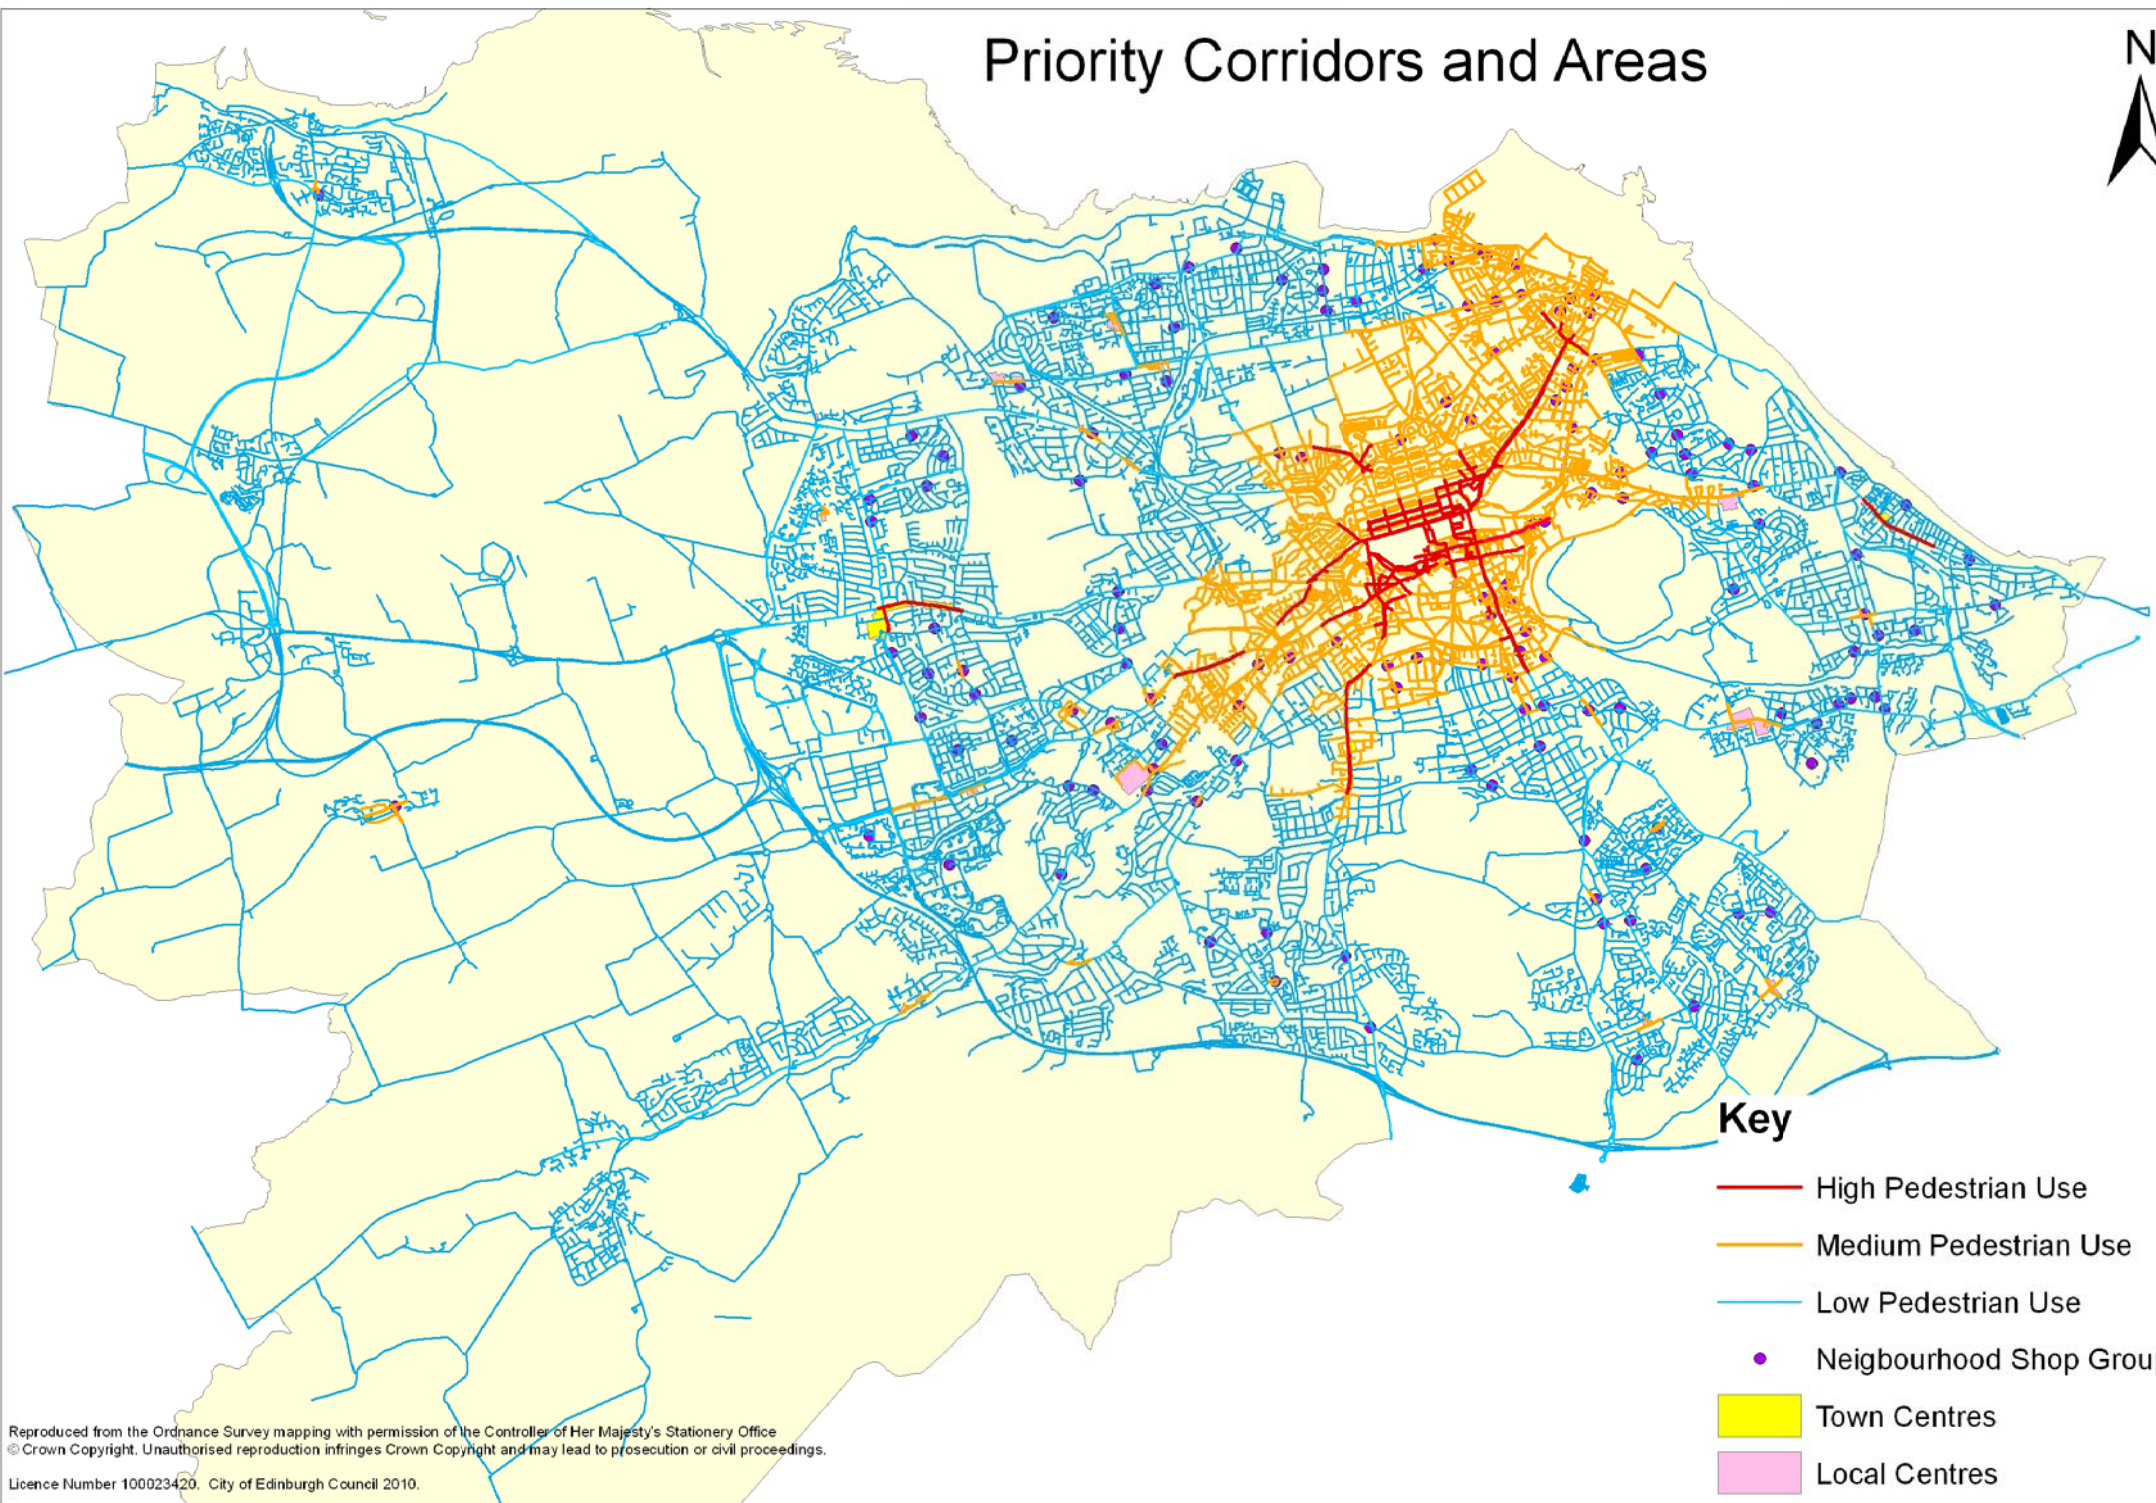 Priority Corridors and Areas
N
Key
High Pedestrian Use
Medium Pedestrian Use
Low Pedestrian Use
Neigbourhood Shop Grou
Town Centres
Local Centres
Reproduced from the Ordnance Survey mapping with permission of the Controller of Her Majesty's Stationery Office
© Crown Copyright. Unauthorised reproduction infringes Crown Copyright and may lead to prosecution or civil proceedings.
Licence Number 100023420. City of Edinburgh Council 2010.